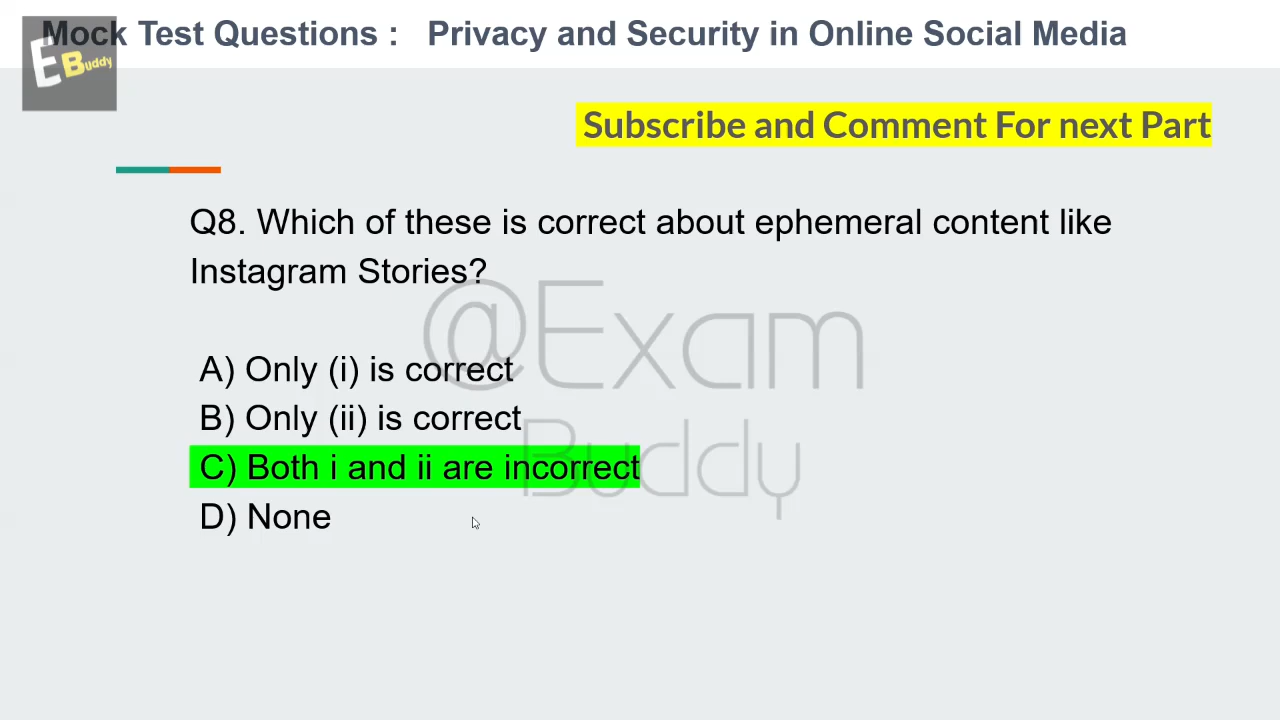 Mock Test Questions : Privacy and Security in Online Social Media
E Buddy
Subscribe and Comment For next Part
Q8. Which of these is correct about ephemeral content like
Instagram Stories?
@Exam
Buddy
A) Only (i) is correct
B) Only (ii) is correct
C) Both i and ii are incorrect
D) None